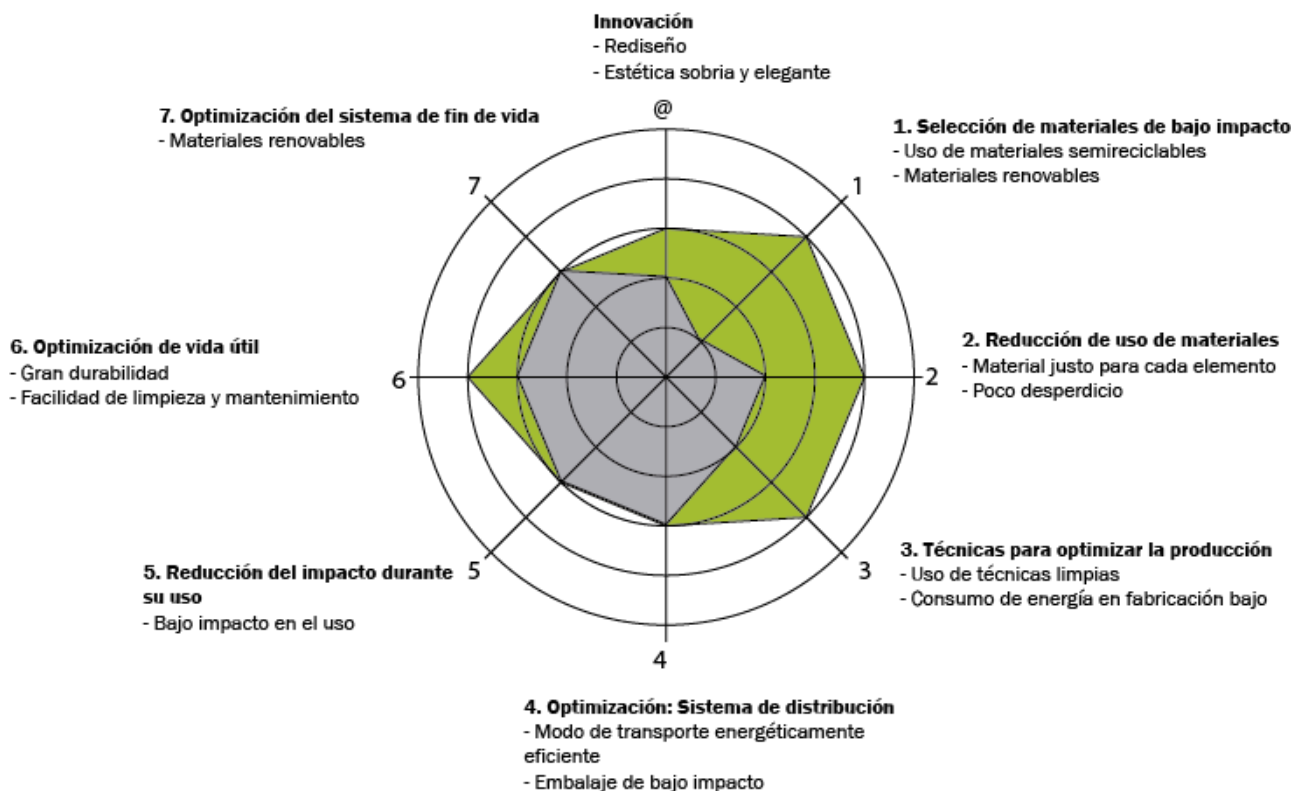 Innovación
- Rediseño
- Estética sobria y elegante
@
7. Optimización del sistema de fin de vida
- Materiales renovables
7
1. Selección de materiales de bajo impacto
- Uso de materiales semireciclables
- Materiales renovables
1
6. Optimización de vida útil
- Gran durabilidad
- Facilidad de limpieza y mantenimiento
6
2
2. Reducción de uso de materiales
- Material justo para cada elemento
- Poco desperdicio
5. Reducción del impacto durante
su uso
- Bajo impacto en el uso
5
3
3. Técnicas para optimizar la producción
- Uso de técnicas limpias
- Consumo de energía en fabricación bajo
4
4. Optimización: Sistema de distribución
- Modo de transporte energéticamente
eficiente
- Embalaje de bajo impacto